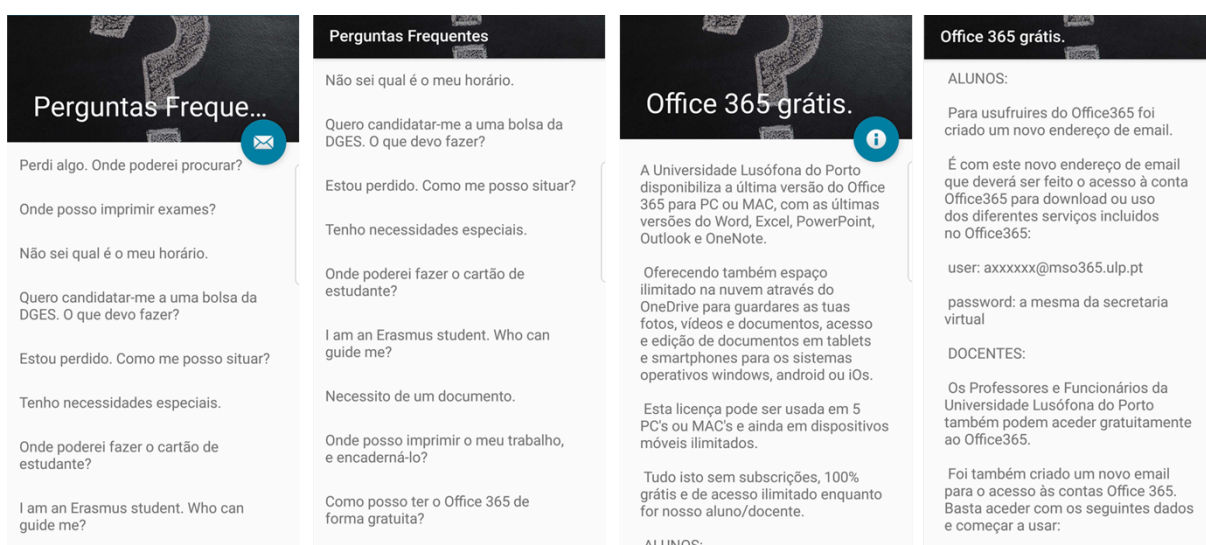 Perguntas Freque...
Perdi algo. Onde poderei procurar?
Onde posso imprimir exames?
Não sei qual é o meu horário.
Quero candidatar-me a uma bolsa da
DGES. O que devo fazer?
Estou perdido. Como me posso situar?
Tenho necessidades especiais.
Onde poderei fazer o cartão de
estudante?
I am an Erasmus student. Who can
guide me?
Perguntas Frequentes
Não sei qual é o meu horário.
Quero candidatar-me a uma bolsa da
DGES. O que devo fazer?
Estou perdido. Como me posso situar?
Tenho necessidades especiais.
Onde poderei fazer o cartão de
estudante?
I am an Erasmus student. Who can
guide me?
Necessito de um documento.
Onde posso imprimir o meu trabalho,
e encaderná-lo?
Como posso ter o Office 365 de
forma gratuita?
Office 365 grátis.
A Universidade Lusófona do Porto
disponibiliza a última versão do Office
365 para PC ou MAC, com as últimas
versões do Word, Excel, PowerPoint,
Outlook e OneNote.
Oferecendo também espaço
ilimitado na nuvem através do
OneDrive para guardares as tuas
fotos, vídeos e documentos, acesso
e edição de documentos em tablets
e smartphones para os sistemas
operativos windows, android ou iOs.
Esta licença pode ser usada em 5
PC's ou MAC's e ainda em dispositivos
móveis ilimitados.
Tudo isto sem subscrições, 100%
grátis e de acesso ilimitado enquanto
for nosso aluno/docente.
ALUNOS:
Office 365 grátis.
ALUNOS:
Para usufruires do Office365 foi
criado um novo endereço de email.
É com este novo endereço de email
que deverá ser feito o acesso à conta
Office365 para download ou uso
dos diferentes serviços incluidos
no Office365:
user: axxxxxx@mso365.ulp.pt
password: a mesma da secretaria
virtual
DOCENTES:
Os Professores e Funcionários da
Universidade Lusófona do Porto
também podem aceder gratuitamente
ao Office365.
Foi também criado um novo email
para o acesso às contas Office 365.
Basta aceder com os seguintes dados
e começar a usar: